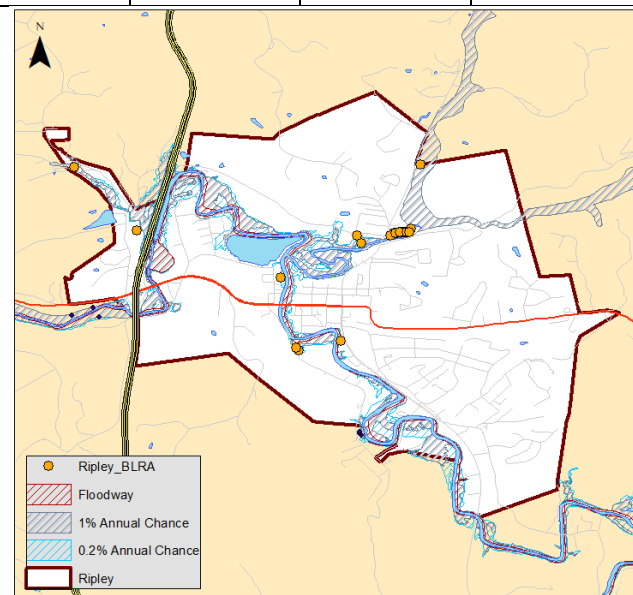 N
Ripley_BLRA
Floodway
1% Annual Chance
0.2% Annual Chance
Ripley